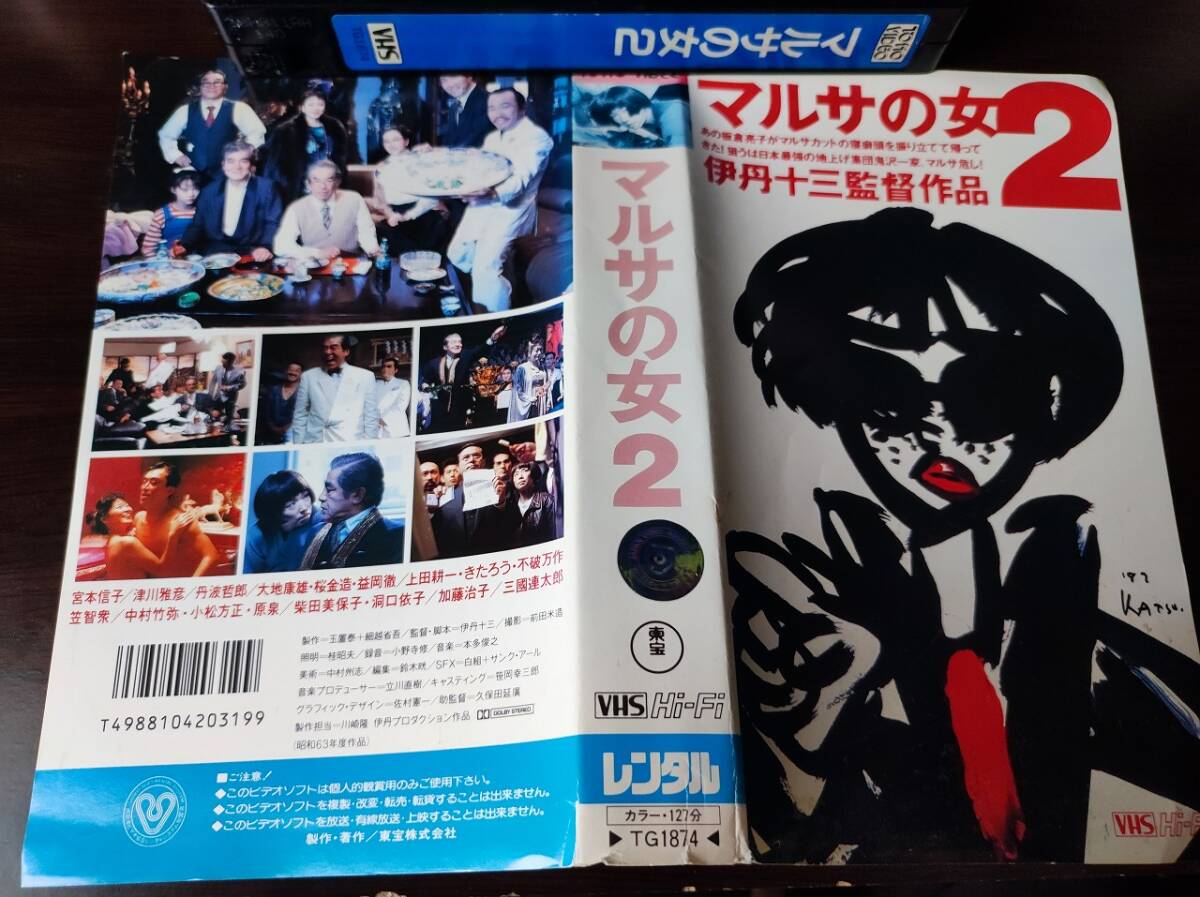 TOHO VIDEO
マルサの女2
VHS
マルサの女2
あの板倉亮子がマルサカットの寝癖頭を振り立てて帰って
きた!狙うは日本最強の地上げ集団鬼沢一家。マルサ危し!
伊丹十三監督作品
'87
KATSU.
VHS Hi-Fi
マルサの女2
東宝
VHS Hi-Fi
レンタル
カラー・127分
▶TG1874◀
宮本信子/津川雅彦/丹波哲郎/大地康雄・桜金造・益岡徹/上田耕一・きたろう・不破万作
笠智衆/中村竹弥・小松方正・原泉/柴田美保子・洞口依子/加藤治子/三國連太郎
製作=玉置泰+細越省吾/監督・脚本=伊丹十三/撮影=前田米造
照明=桂昭夫/録音=小野寺修/音楽=本多俊之
美術=中村州志/編集=鈴木晄/SFX=白組+サンク・アール
音楽プロデューサー=立川直樹/キャスティング=笹岡幸三郎
グラフィック・デザイン=佐村憲一/助監督=久保田延廣
製作担当=川崎隆 伊丹プロダクション作品 DOLBY STEREO
(昭和63年度作品)
T4988104203199
■ご注意!
◆このビデオソフトは個人的観賞用のみご使用下さい。
◆このビデオソフトを複製・改変・転売・転貸することは出来ません。
◆このビデオソフトを放送・有線放送・上映することは出来ません。
製作・著作/東宝株式会社